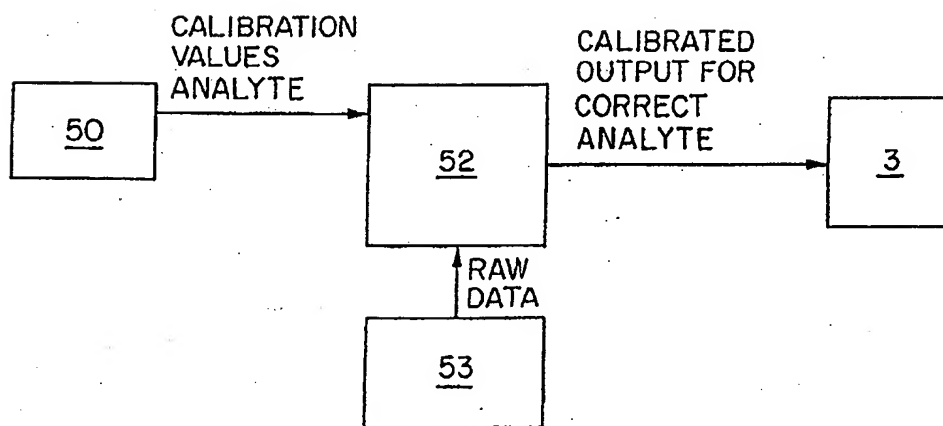 CALIBRATION
VALUES
ANALYTE
50
52
CALIBRATED
OUTPUT FOR
CORRECT
ANALYTE
3
RAW
DATA
53